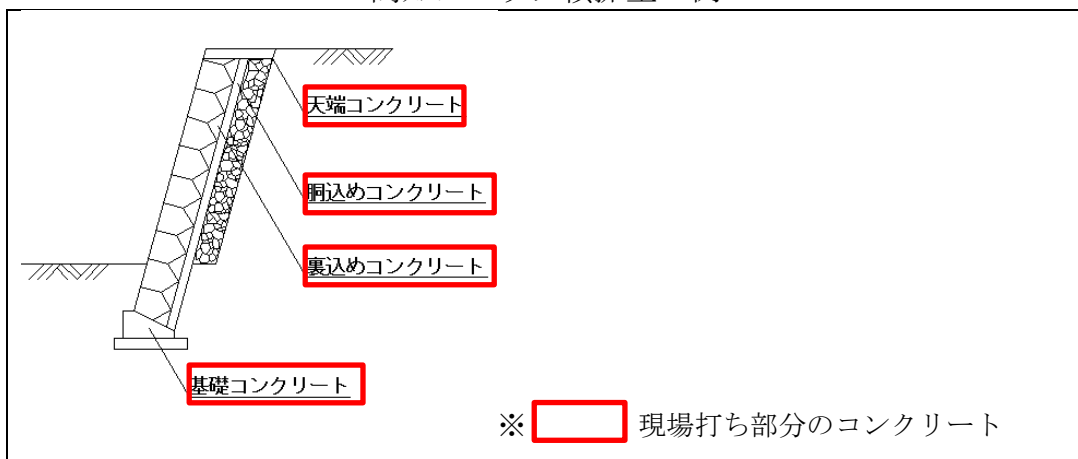 天端コンクリート
胴込めコンクリート
裏込めコンクリート
基礎コンクリート
※ 現場打ち部分のコンクリート